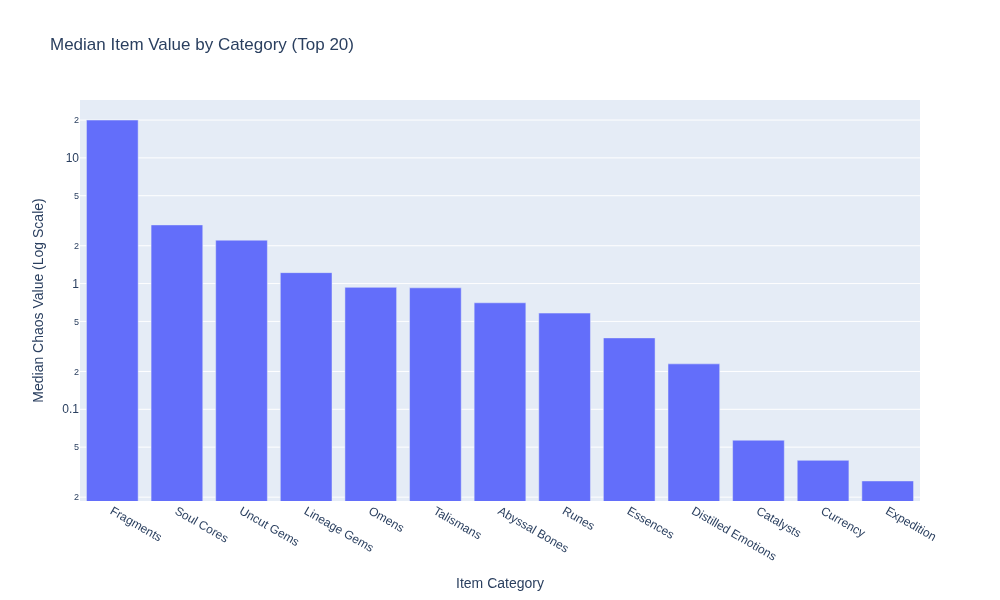 Median Item Value by Category (Top 20)
Median Chaos Value (Log Scale)
2
10
5
2
1
5
2
0.1
5
2
Fragments
Soul Cores
Uncut Gems
Lineage Gems
Omens
Talismans
Abyssal Bones
Runes
Essences
Distilled Emotions
Catalysts
Currency
Expedition
Item Category